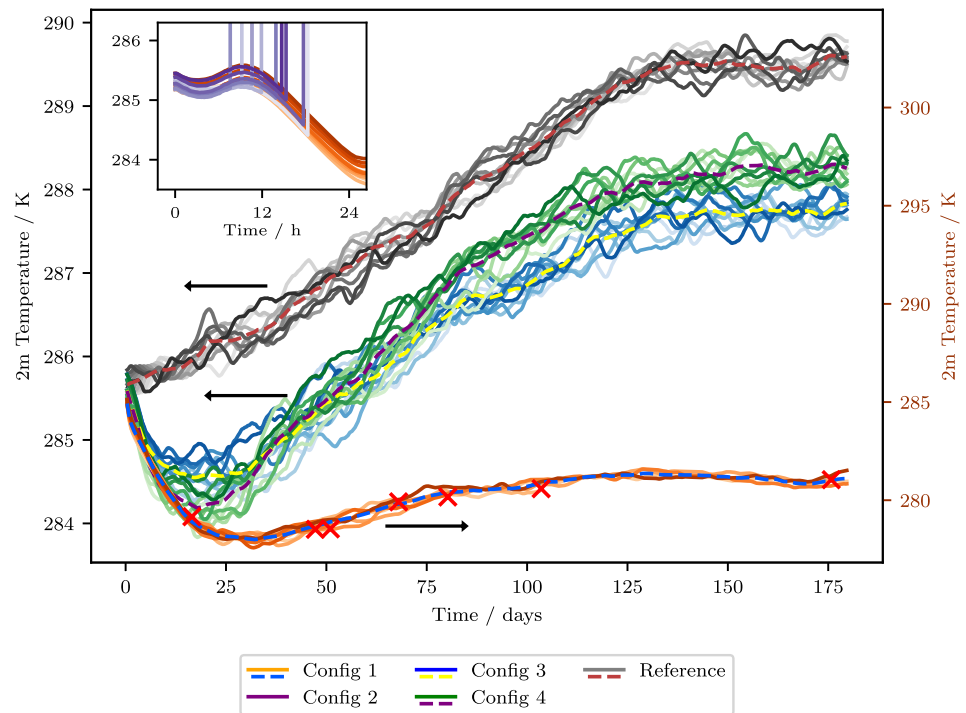 290
289
288
287
286
285
284
2m Temperature / K
286
285
284
0
12
24
Time / h
300
295
290
285
280
2m Temperature / K
0
25
50
75
100
125
150
175
Time / days
Config 1
Config 3
Reference
Config 2
Config 4